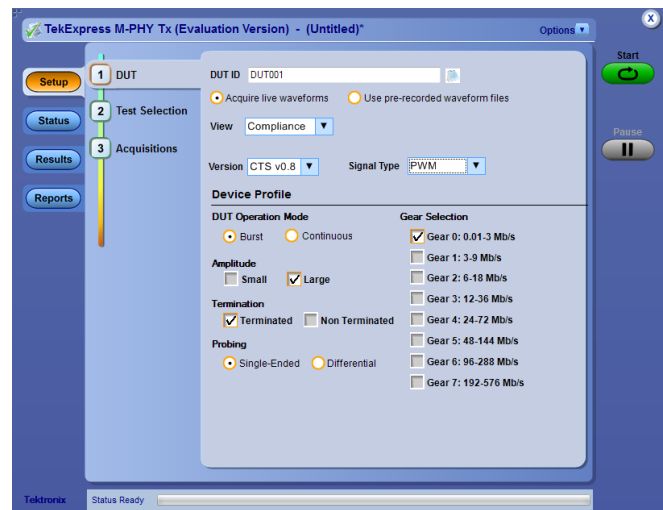 TekExpress M-PHY Tx (Evaluation Version) - (Untitled)*
Options
Start
Pause
Setup
Status
Results
Reports
1 DUT
2 Test Selection
3 Acquisitions
DUT ID DUT001
Acquire live waveforms Use pre-recorded waveform files
View Compliance
Version CTS v0.8 Signal Type PWM
Device Profile
DUT Operation Mode Gear Selection
Burst Continuous Gear 0: 0.01-3 Mb/s
Gear 1: 3-9 Mb/s
Amplitude
Small Large Gear 2: 6-18 Mb/s
Termination Gear 3: 12-36 Mb/s
Terminated Non Terminated Gear 4: 24-72 Mb/s
Probing Gear 5: 48-144 Mb/s
Single-Ended Differential Gear 6: 96-288 Mb/s
Gear 7: 192-576 Mb/s
Tektronix Status Ready